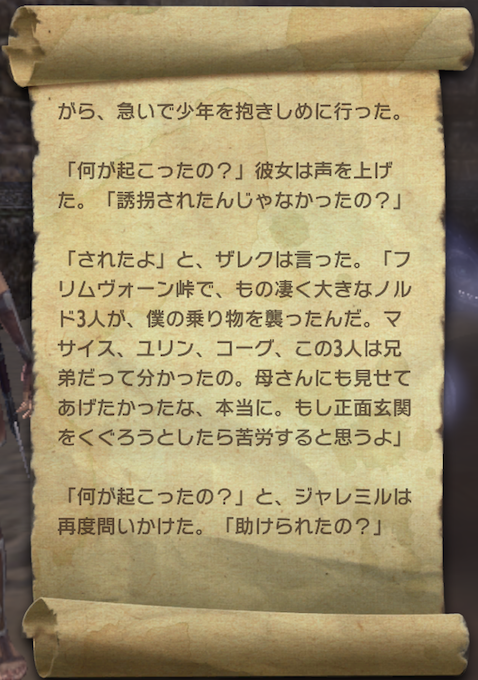 がら、急いで少年を抱きしめに行った。
「何が起こったの？」彼女は声を上げ
た。「誘拐されたんじゃなかったの？」
「されたよ」と、ザレクは言った。「フ
リムヴォーン峠で、もの凄く大きなノル
ド3人が、僕の乗り物を襲ったんだ。マ
サイス、ユリン、コーグ、この3人は兄
弟だって分かったの。母さんにも見せて
あげたかったな、本当に。もし正面玄関
をくぐろうとしたら苦労すると思うよ」
「何が起こったの？」と、ジャレミルは
再度問いかけた。「助けられたの？」